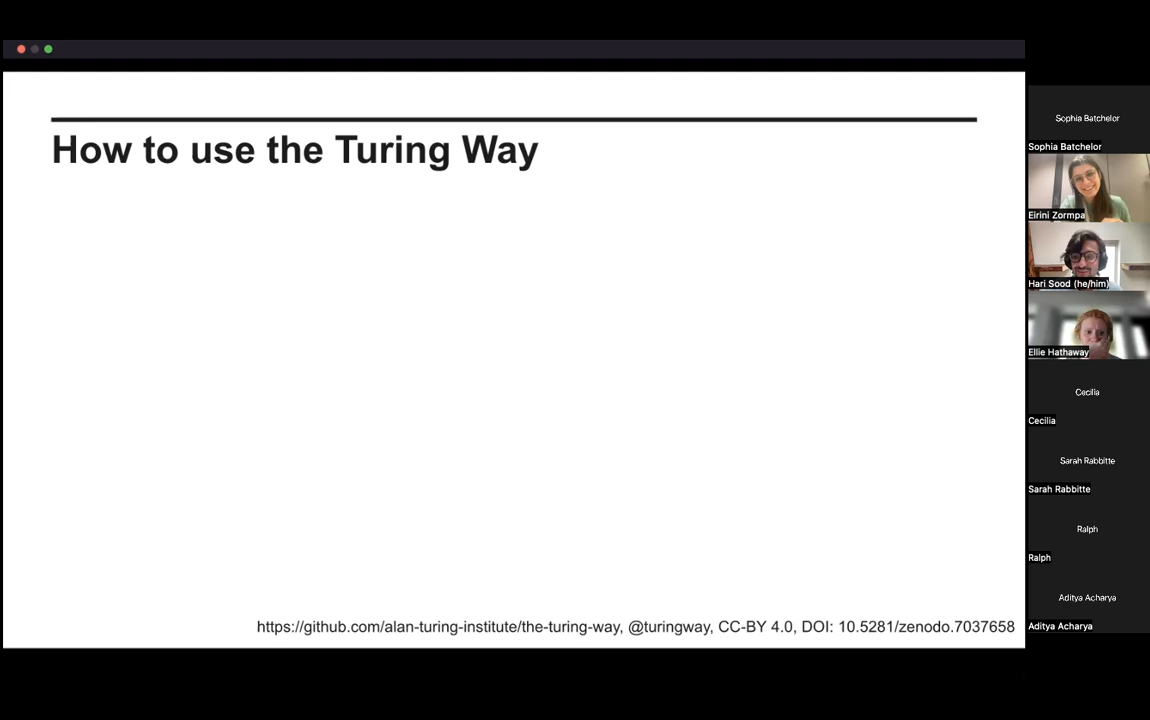 How to use the Turing Way
https://github.com/alan-turing-institute/the-turing-way, @turingway, CC-BY 4.0, DOI: 10.5281/zenodo.7037658
Sophia Batchelor
Sophia Batchelor
Eirini Zormpa
Hari Sood (he/him)
Ellie Hathaway
Cecilia
Cecilia
Sarah Rabbitte
Sarah Rabbitte
Ralph
Ralph
Aditya Acharya
Aditya Acharya